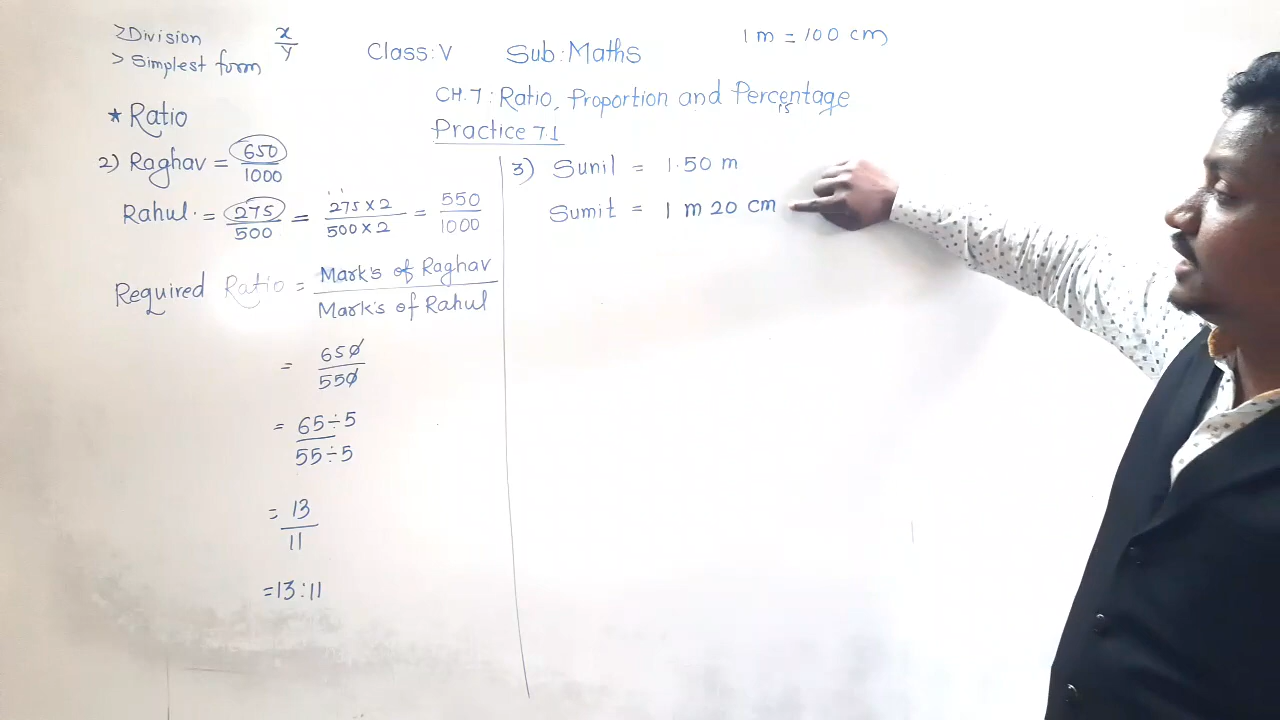 >Division
>Simplest form
x/y
Class:V Sub:Maths
1 m = 100 cm
CH.7: Ratio, Proportion and Percentage
Practice 7.1
★ Ratio
2) Raghav = 650/1000
Rahul. = 275/500 = 275×2/500×2 = 550/1000
Required Ratio = Mark's of Raghav/Mark's of Rahul
= 650/550
= 65÷5/55÷5
= 13/11
=13:11
3) Sunil = 1.50 m
Sumit = 1 m 20 cm